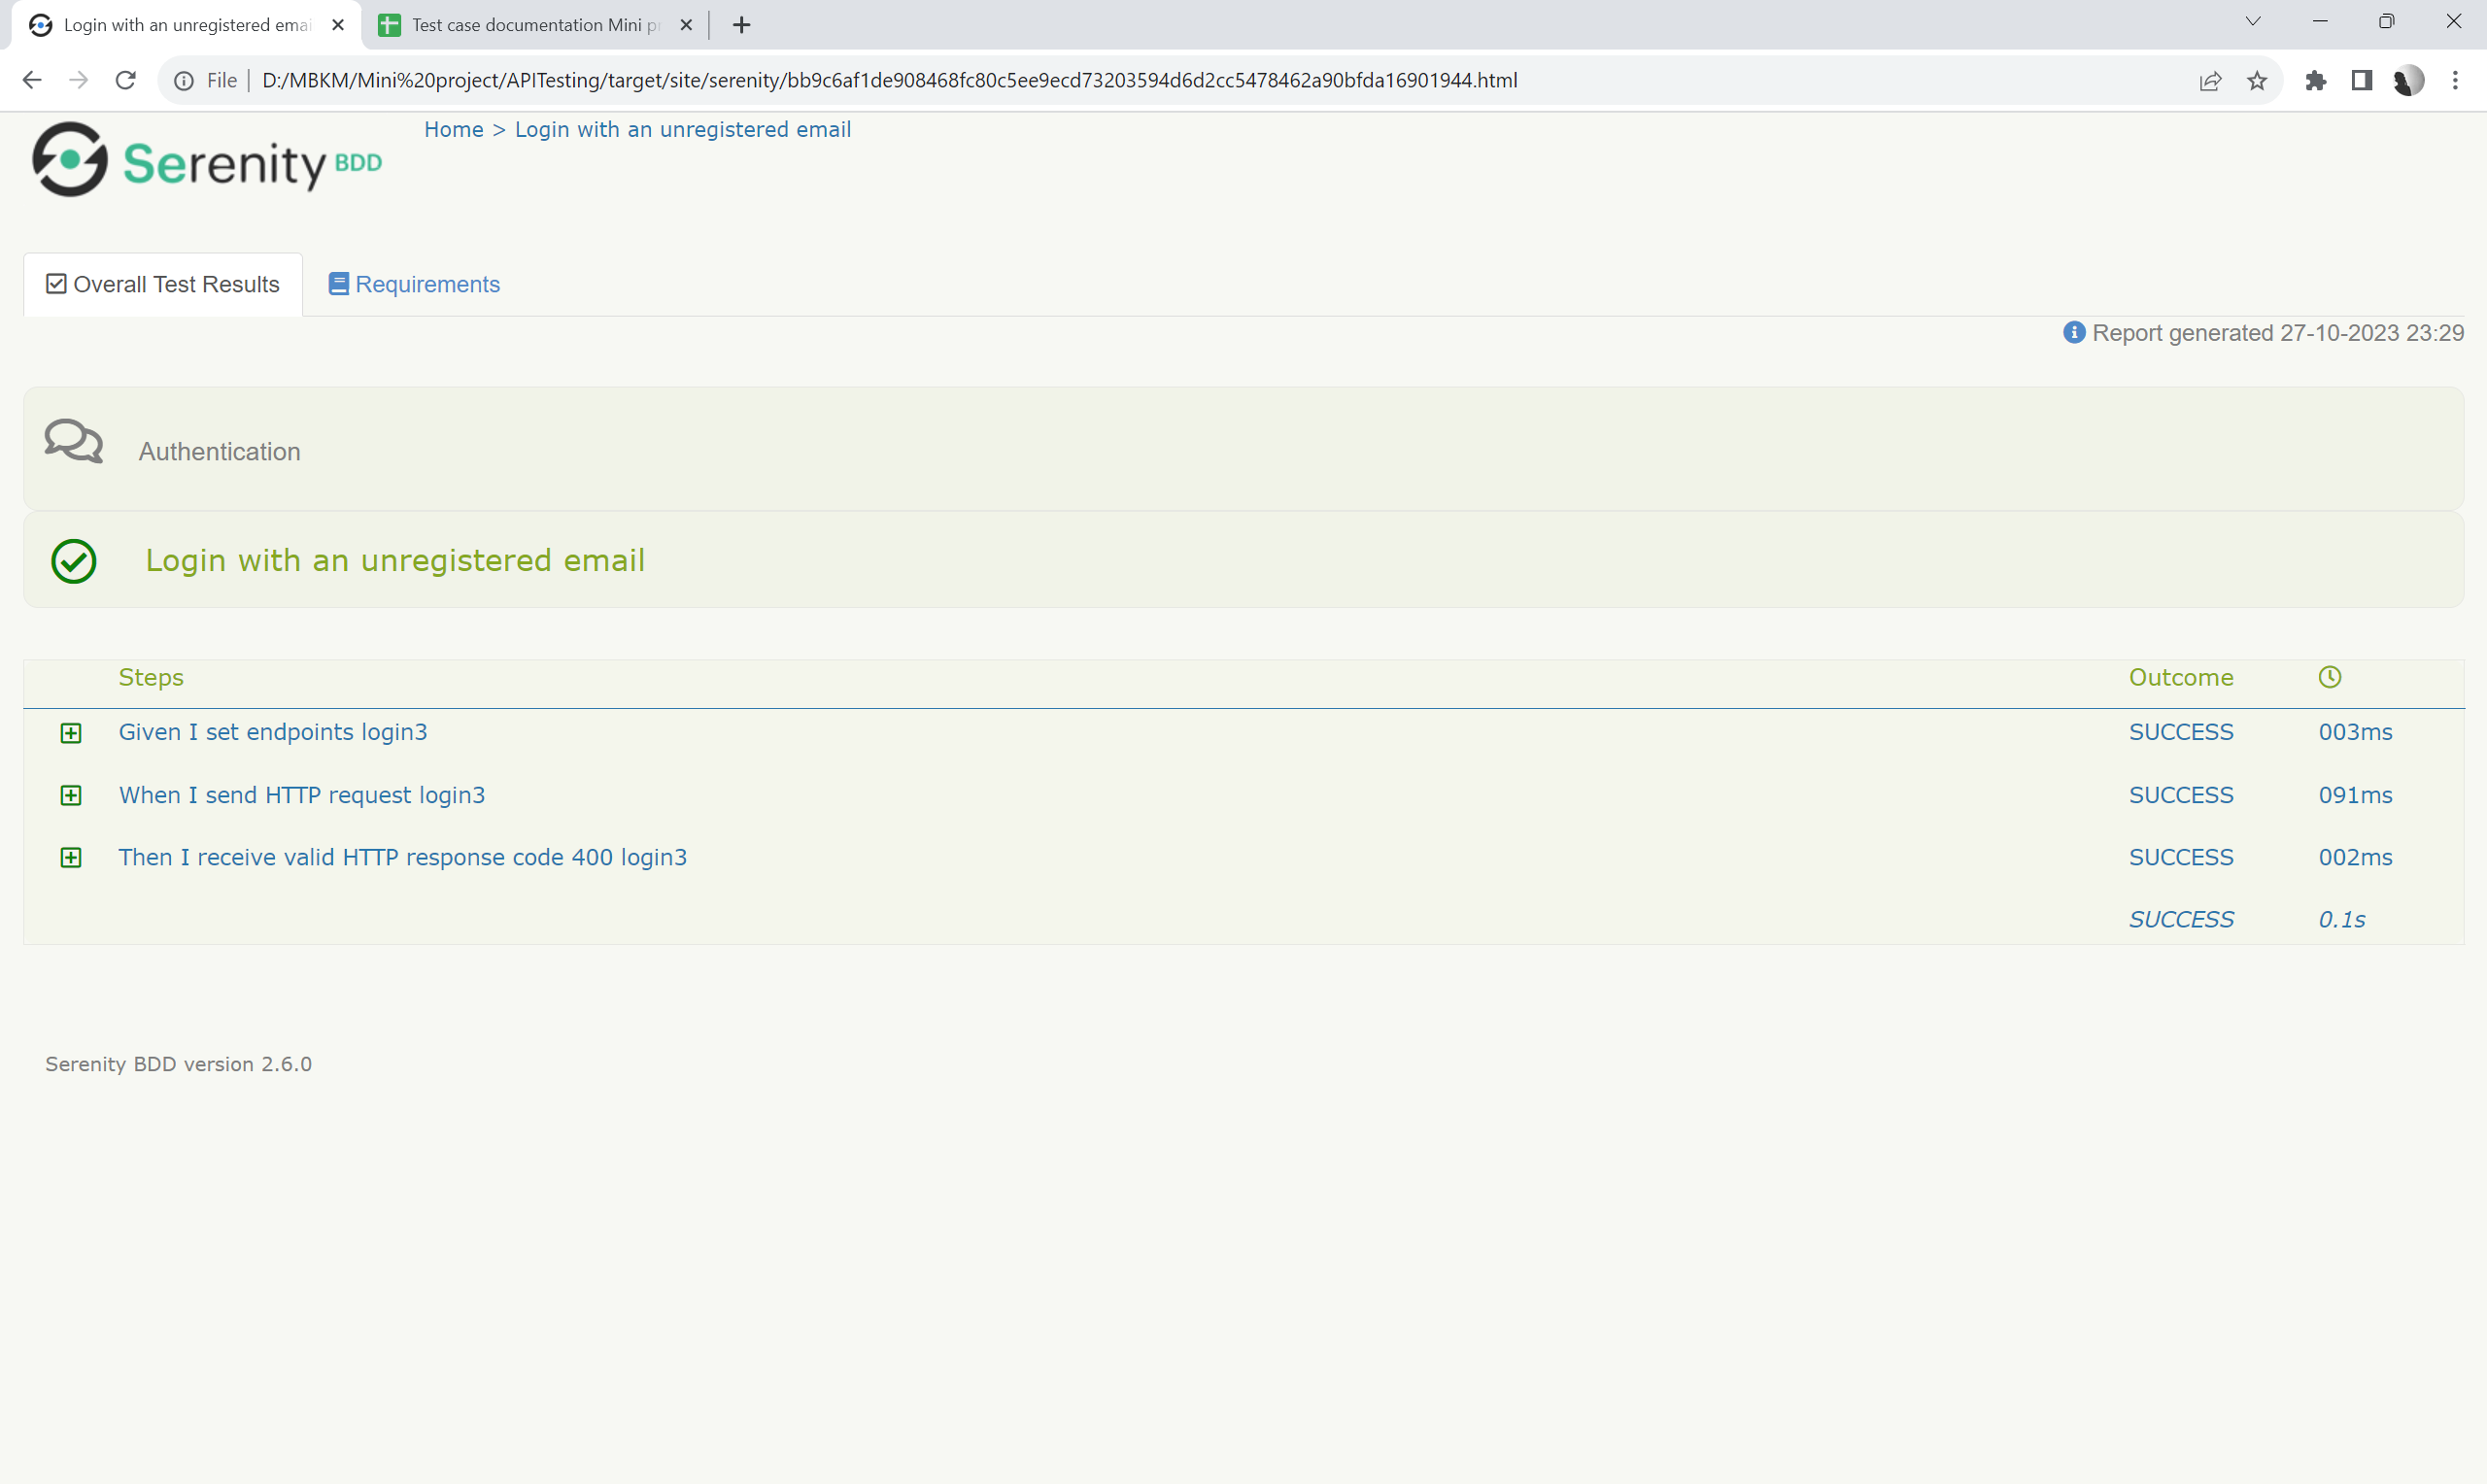 Login with an unregistered emai
Test case documentation Mini p
File
D:/MBKM/Mini%20project/APITesting/target/site/serenity/bb9c6af1de908468fc80c5ee9ecd73203594d6d2cc5478462a90bfda16901944.html
Serenity BDD
Home > Login with an unregistered email
Overall Test Results
Requirements
Report generated 27-10-2023 23:29
Authentication
Login with an unregistered email
Steps Outcome
Given I set endpoints login3 SUCCESS 003ms
When I send HTTP request login3 SUCCESS 091ms
Then I receive valid HTTP response code 400 login3 SUCCESS 002ms
SUCCESS 0.1s
Serenity BDD version 2.6.0